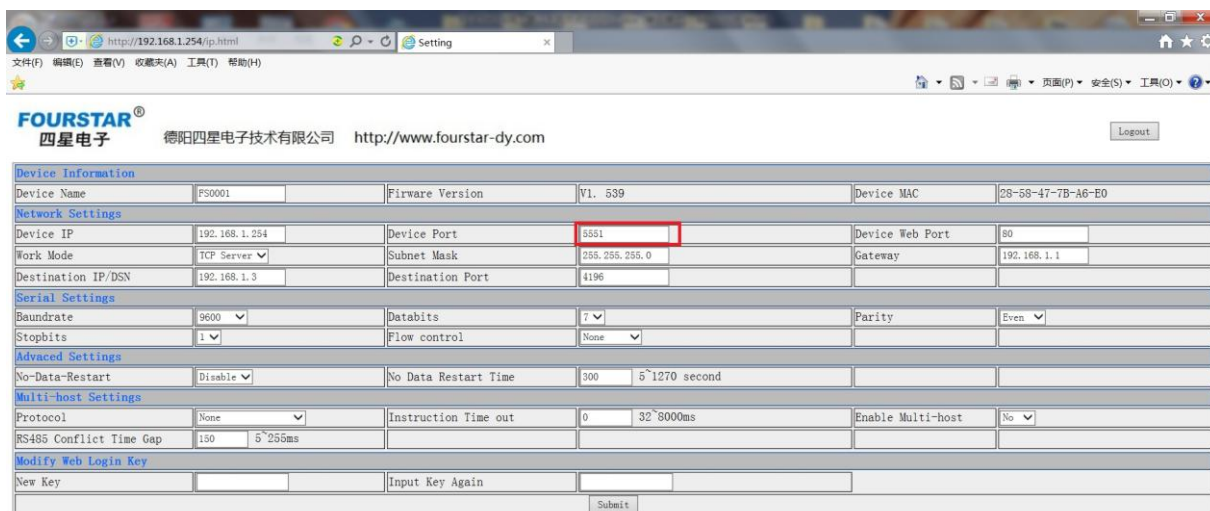 http://192.168.1.254/ip.html Setting ×
文件(F) 编辑(E) 查看(V) 收藏夹(A) 工具(T) 帮助(H)
页面(P) 安全(S) 工具(O)
FOURSTAR®
四星电子 德阳四星电子技术有限公司 http://www.fourstar-dy.com Logout
Device Information
Device Name FS0001 Firware Version V1. 539 Device MAC 28-58-47-7B-A6-E0
Network Settings
Device IP 192.168.1.254 Device Port 5551 Device Web Port 80
Work Mode TCP Server Subnet Mask 255.255.255.0 Gateway 192.168.1.1
Destination IP/DSN 192.168.1.3 Destination Port 4196
Serial Settings
Baundrate 9600 Databits 7 Parity Even
Stopbits 1 Flow control None
Advaced Settings
No-Data-Restart Disable No Data Restart Time 300 5~1270 second
Multi-host Settings
Protocol None Instruction Time out 0 32~8000ms Enable Multi-host No
RS485 Conflict Time Gap 150 5~255ms
Modify Web Login Key
New Key Input Key Again
Submit